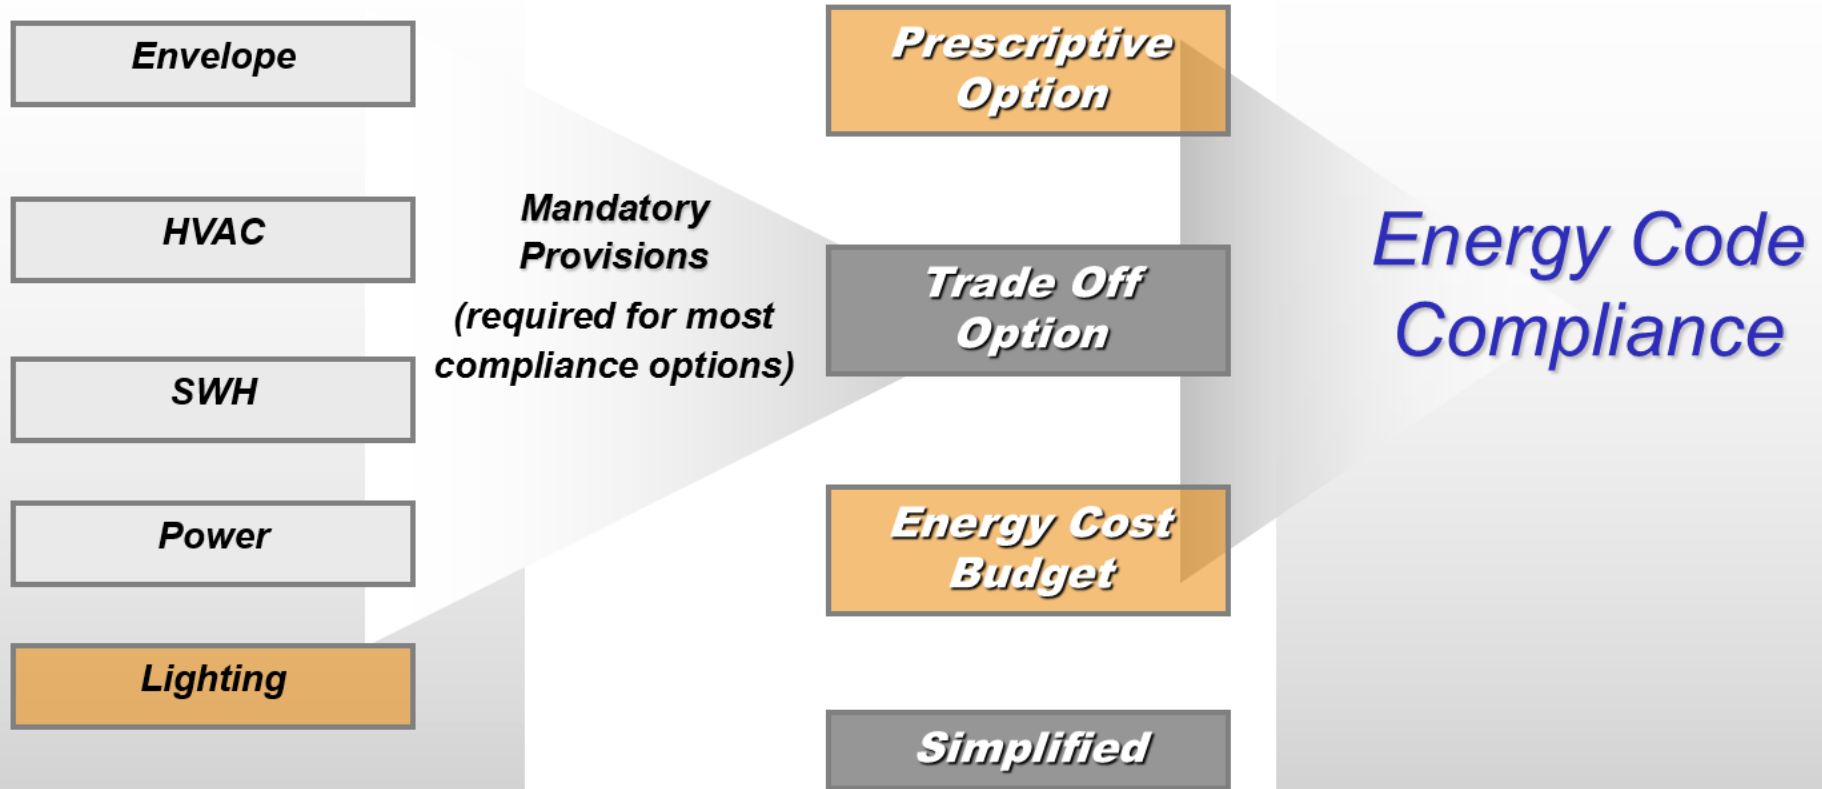 Envelope
HVAC
SWH
Power
Lighting
Mandatory
Provisions
(required for most
compliance options)
Prescriptive
Option
Trade Off
Option
Energy Cost
Budget
Simplified
Energy Code
Compliance